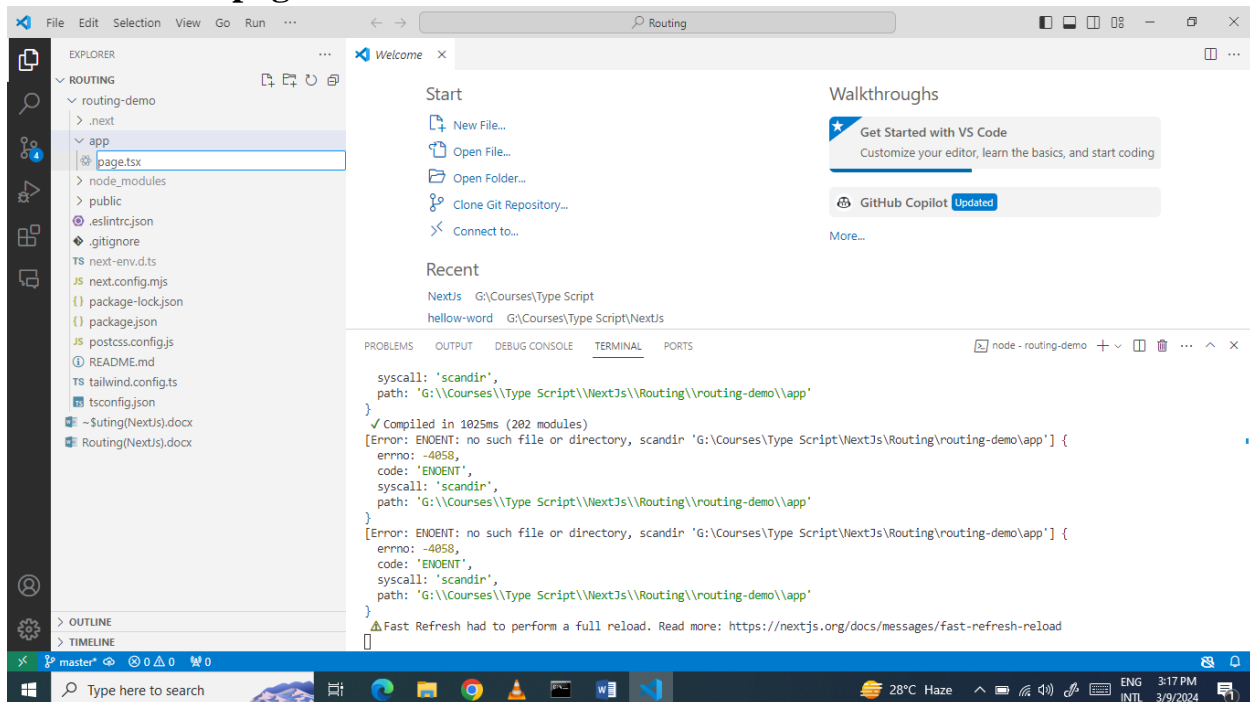 File Edit Selection View Go Run ···
Routing
EXPLORER
ROUTING
routing-demo
.next
app
page.tsx
node_modules
public
.eslintrc.json
.gitignore
TS next-env.d.ts
JS next.config.mjs
{} package-lock.json
{} package.json
JS postcss.config.js
README.md
TS tailwind.config.ts
tsconfig.json
~$uting(NextJs).docx
Routing(NextJs).docx
OUTLINE
TIMELINE
4
Welcome
Start
New File...
Open File...
Open Folder...
Clone Git Repository...
Connect to...
Recent
NextJs G:\Courses\Type Script
hellow-word G:\Courses\Type Script\NextJs
Walkthroughs
Get Started with VS Code
Customize your editor, learn the basics, and start coding
GitHub Copilot Updated
More...
PROBLEMS OUTPUT DEBUG CONSOLE TERMINAL PORTS
node - routing-demo
syscall: 'scandir',
path: 'G:\\Courses\\Type Script\\NextJs\\Routing\\routing-demo\\app'
}
✓ Compiled in 1025ms (202 modules)
[Error: ENOENT: no such file or directory, scandir 'G:\Courses\Type Script\NextJs\Routing\routing-demo\app'] {
errno: -4058,
code: 'ENOENT',
syscall: 'scandir',
path: 'G:\\Courses\\Type Script\\NextJs\\Routing\\routing-demo\\app'
}
[Error: ENOENT: no such file or directory, scandir 'G:\Courses\Type Script\NextJs\Routing\routing-demo\app'] {
errno: -4058,
code: 'ENOENT',
syscall: 'scandir',
path: 'G:\\Courses\\Type Script\\NextJs\\Routing\\routing-demo\\app'
}
⚠ Fast Refresh had to perform a full reload. Read more: https://nextjs.org/docs/messages/fast-refresh-reload
master* 0 0 0
Type here to search
28°C Haze
ENG
INTL
3:17 PM
3/9/2024
1